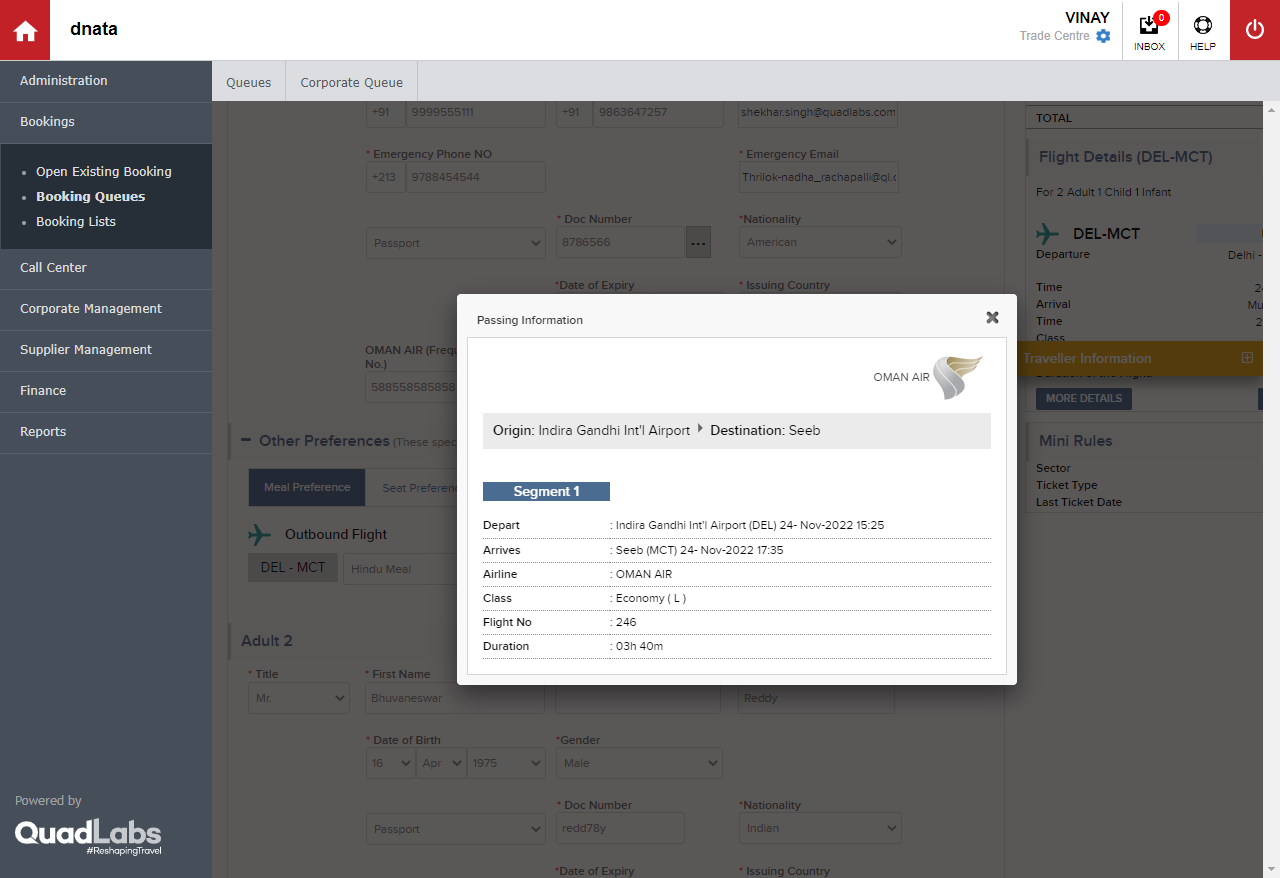 dnata
VINAY
Trade Centre
0
INBOX
HELP
Administration
Bookings
Open Existing Booking
Booking Queues
Booking Lists
Call Center
Corporate Management
Supplier Management
Finance
Reports
Powered by
QuadLabs
#ReshapingTravel
Queues
Corporate Queue
+91 9999555111
+91 9863647257
shekhar.singh@quadlabs.com
* Emergency Phone NO
* Emergency Email
+213 9788454544
Thrilok-nadha_rachapalli@ql.c
* Doc Number
*Nationality
Passport
8786566
...
American
*Date of Expiry
* Issuing Country
OMAN AIR (Frequ
No.)
588558585858
Other Preferences (These spec
Meal Preference
Seat Preferenc
Outbound Flight
DEL - MCT
Hindu Meal
Adult 2
* Title
* First Name
Mr.
Bhuvaneswar
Reddy
* Date of Birth
*Gender
16 Apr 1975
Male
* Doc Number
*Nationality
Passport
redd78y
Indian
*Date of Expiry
* Issuing Country
TOTAL
Flight Details (DEL-MCT)
For 2 Adult 1 Child 1 Infant
DEL-MCT
Departure
Delhi -
Time
24
Arrival
Mu
Time
2
Class
Traveller Information
Duration of the Flight
MORE DETAILS
Mini Rules
Sector
Ticket Type
Last Ticket Date
Passing Information
OMAN AIR
Origin: Indira Gandhi Int'l Airport Destination: Seeb
Segment 1
Depart : Indira Gandhi Int'l Airport (DEL) 24- Nov-2022 15:25
Arrives : Seeb (MCT) 24- Nov-2022 17:35
Airline : OMAN AIR
Class : Economy ( L )
Flight No : 246
Duration : 03h 40m